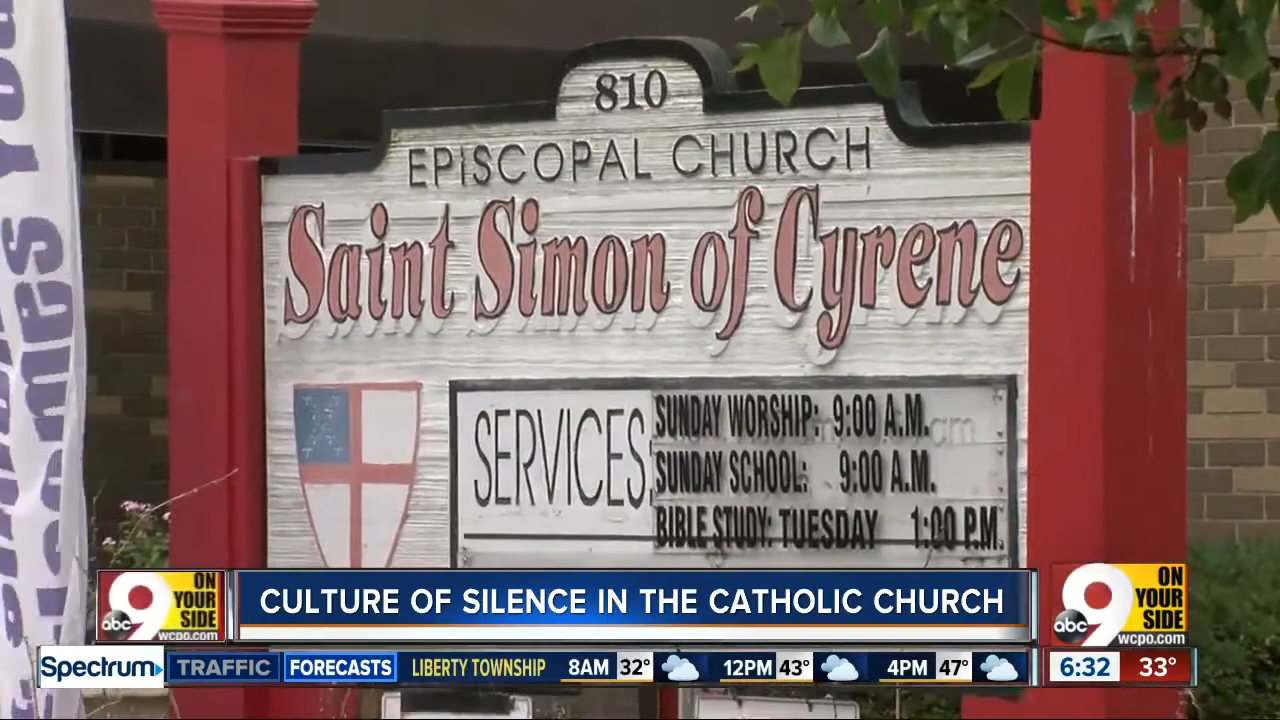 810
EPISCOPAL CHURCH
Saint Simon of Cyrene
SERVICES:
SUNDAY WORSHIP: 9:00 A.M.
am
SUNDAY SCHOOL: 9:00 A.M.
BIBLE STUDY: TUESDAY 1:00 P.M.
abc 9 ON YOUR SIDE
wcpo.com
CULTURE OF SILENCE IN THE CATHOLIC CHURCH
abc 9 ON YOUR SIDE
wcpo.com
Spectrum TRAFFIC FORECASTS LIBERTY TOWNSHIP 8AM 32° 12PM 43° 4PM 47° 6:32 33°